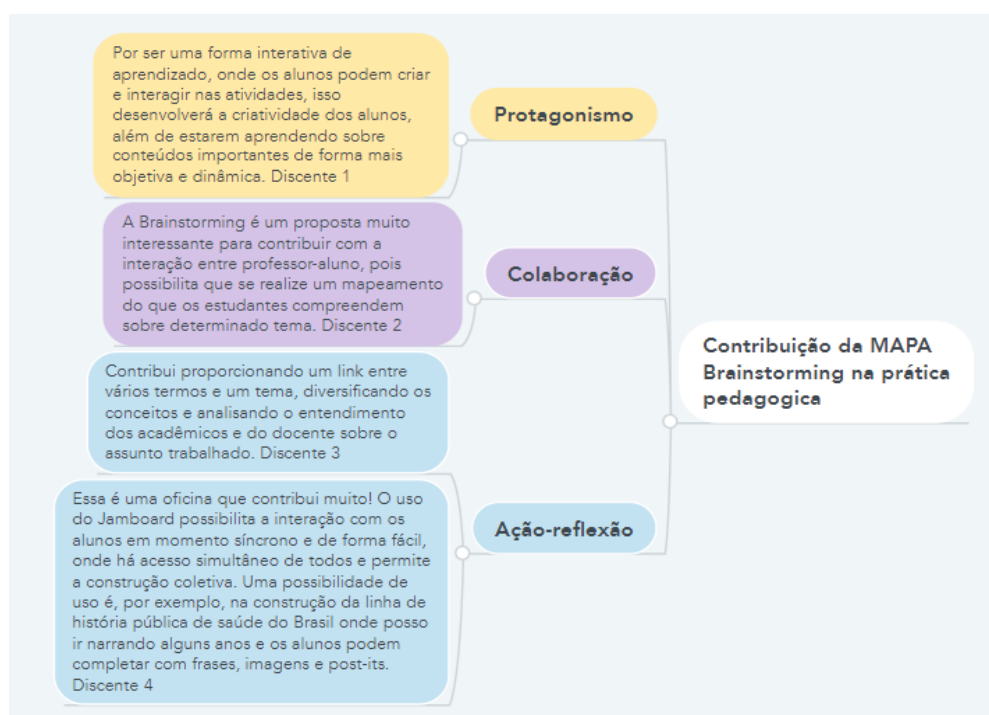 Por ser uma forma interativa de
aprendizado, onde os alunos podem criar
e interagir nas atividades, isso
desenvolverá a criatividade dos alunos,
além de estarem aprendendo sobre
conteúdos importantes de forma mais
objetiva e dinâmica. Discente 1
Protagonismo
A Brainstorming é um proposta muito
interessante para contribuir com a
interação entre professor-aluno, pois
possibilita que se realize um mapeamento
do que os estudantes compreendem
sobre determinado tema. Discente 2
Colaboração
Contribui proporcionando um link entre
vários termos e um tema, diversificando os
conceitos e analisando o entendimento
dos acadêmicos e do docente sobre o
assunto trabalhado. Discente 3
Essa é uma oficina que contribui muito! O uso
do Jamboard possibilita a interação com os
alunos em momento síncrono e de forma fácil,
onde há acesso simultâneo de todos e permite
a construção coletiva. Uma possibilidade de
uso é, por exemplo, na construção da linha de
história pública de saúde do Brasil onde posso
ir narrando alguns anos e os alunos podem
completar com frases, imagens e post-its.
Discente 4
Ação-reflexão
Contribuição da MAPA
Brainstorming na prática
pedagogica